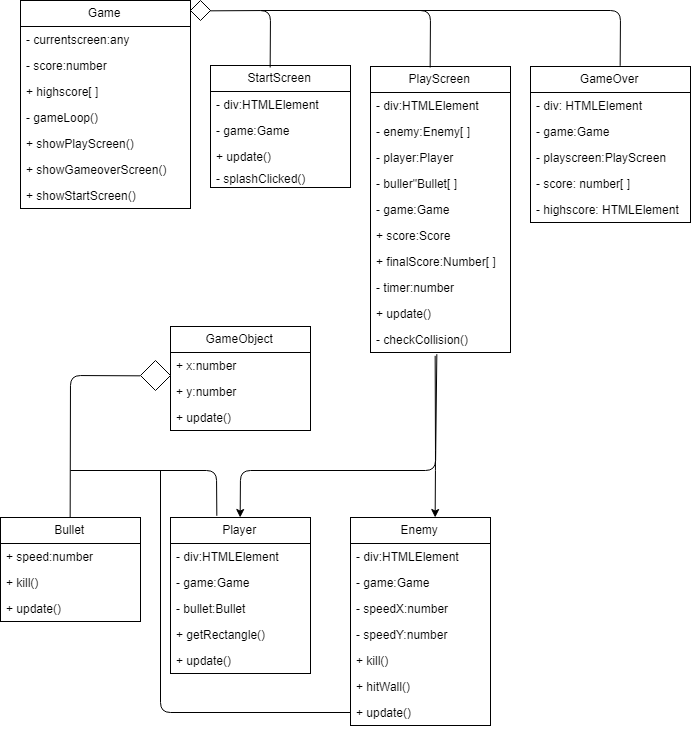 Game
- currentscreen:any
- score:number
+ highscore[ ]
- gameLoop()
+ showPlayScreen()
+ showGameoverScreen()
+ showStartScreen()
StartScreen
- div:HTMLElement
- game:Game
+ update()
- splashClicked()
PlayScreen
- div:HTMLElement
- enemy:Enemy[ ]
- player:Player
- buller"Bullet[ ]
- game:Game
+ score:Score
+ finalScore:Number[ ]
- timer:number
+ update()
- checkCollision()
GameOver
- div: HTMLElement
- game:Game
- playscreen:PlayScreen
- score: number[ ]
- highscore: HTMLElement
GameObject
+ x:number
+ y:number
+ update()
Bullet
+ speed:number
+ kill()
+ update()
Player
- div:HTMLElement
- game:Game
- bullet:Bullet
+ getRectangle()
+ update()
Enemy
- div:HTMLElement
- game:Game
- speedX:number
- speedY:number
+ kill()
+ hitWall()
+ update()